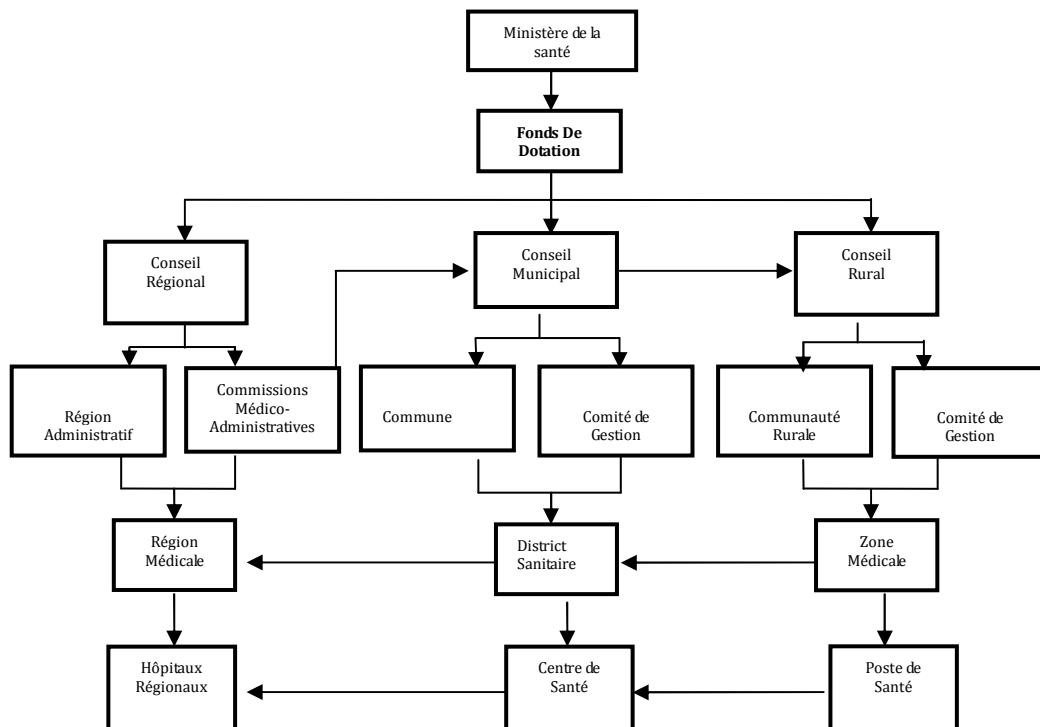 Ministère de la
santé
Fonds De
Dotation
Conseil
Régional
Conseil
Municipal
Conseil
Rural
Région
Administratif
Commissions
Médico-
Administratives
Commune
Comité de
Gestion
Communauté
Rurale
Comité de
Gestion
Région
Médicale
District
Sanitaire
Zone
Médicale
Hôpitaux
Régionaux
Centre de
Santé
Poste de
Santé